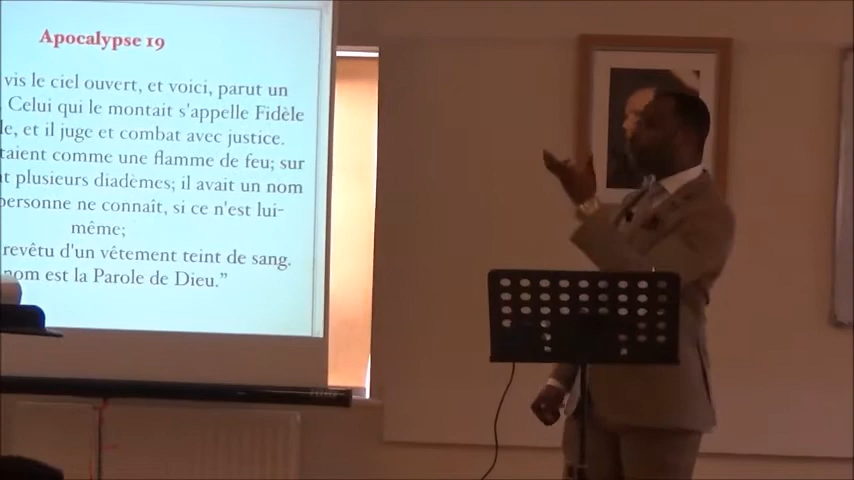 Apocalypse 19
vis le ciel ouvert, et voici, parut un
Celui qui le montait s'appelle Fidèle
le, et il juge et combat avec justice.
taient comme une flamme de feu; sur
t plusieurs diadèmes; il avait un nom
personne ne connaît, si ce n'est lui-
même;
revêtu d'un vêtement teint de sang.
nom est la Parole de Dieu.”